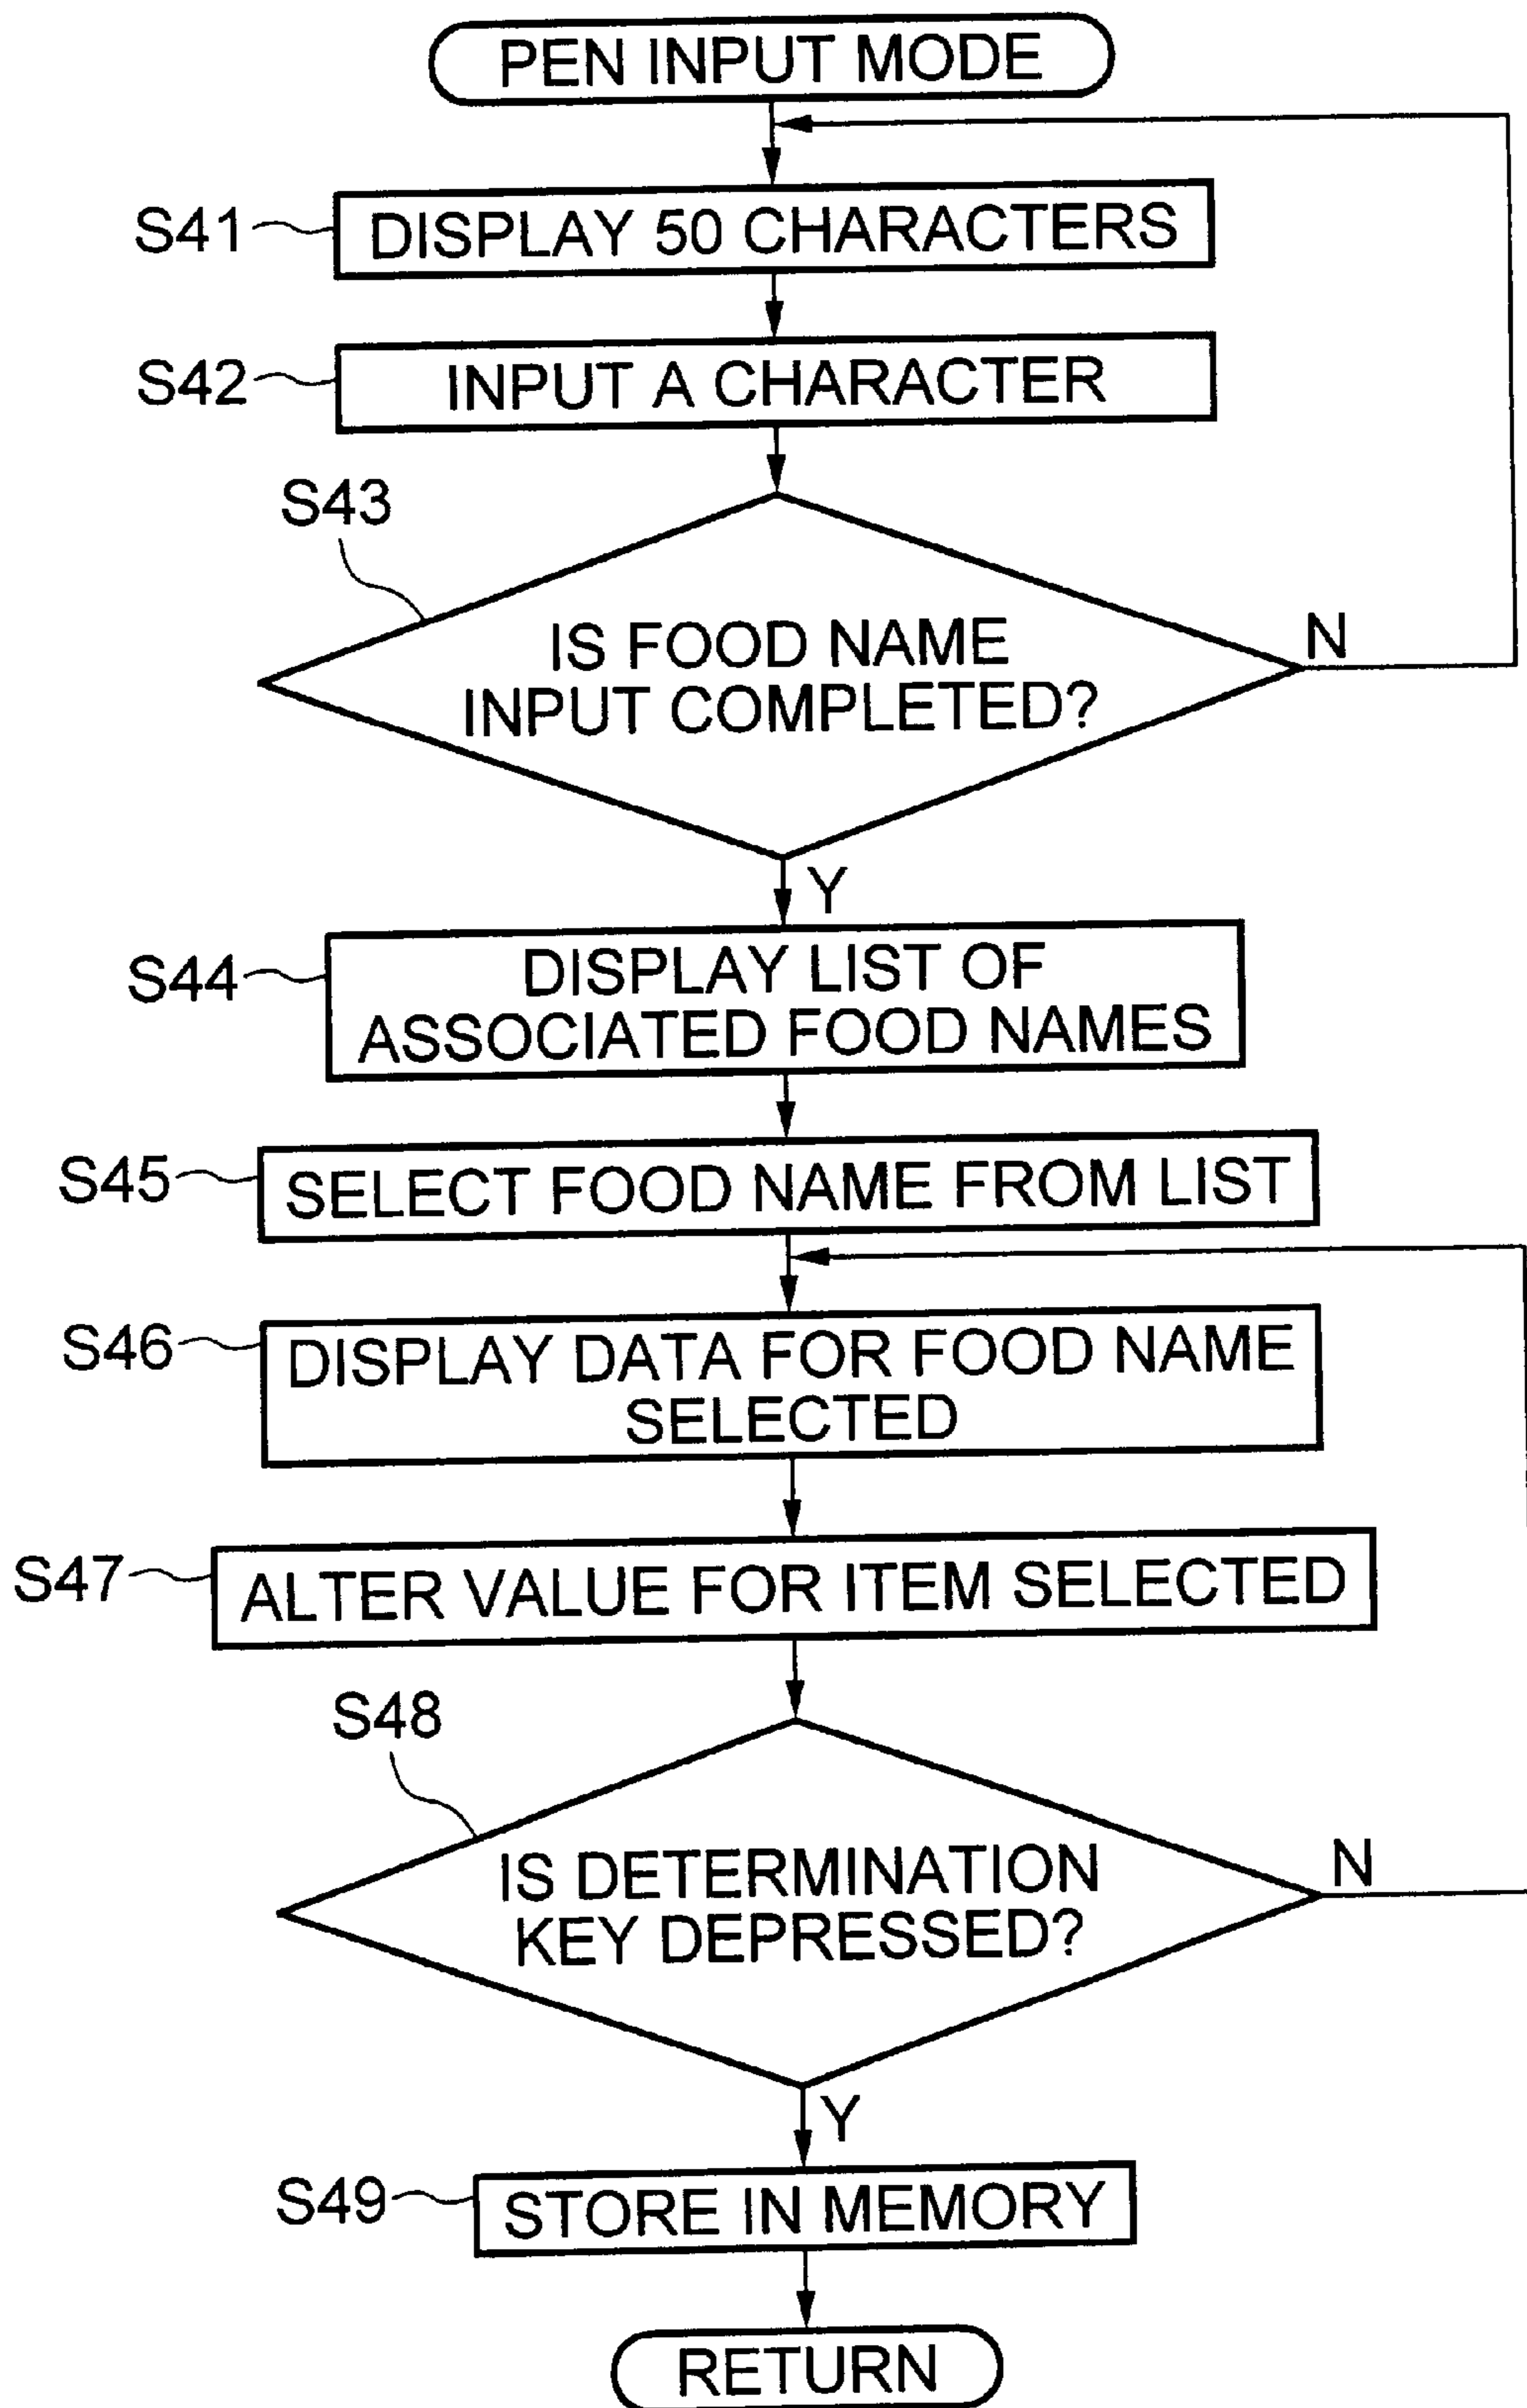 PEN INPUT MODE
S41
DISPLAY 50 CHARACTERS
S42
INPUT A CHARACTER
S43
IS FOOD NAME
INPUT COMPLETED?
N
Y
S44
DISPLAY LIST OF
ASSOCIATED FOOD NAMES
S45
SELECT FOOD NAME FROM LIST
S46
DISPLAY DATA FOR FOOD NAME
SELECTED
S47
ALTER VALUE FOR ITEM SELECTED
S48
IS DETERMINATION
KEY DEPRESSED?
N
Y
S49
STORE IN MEMORY
RETURN